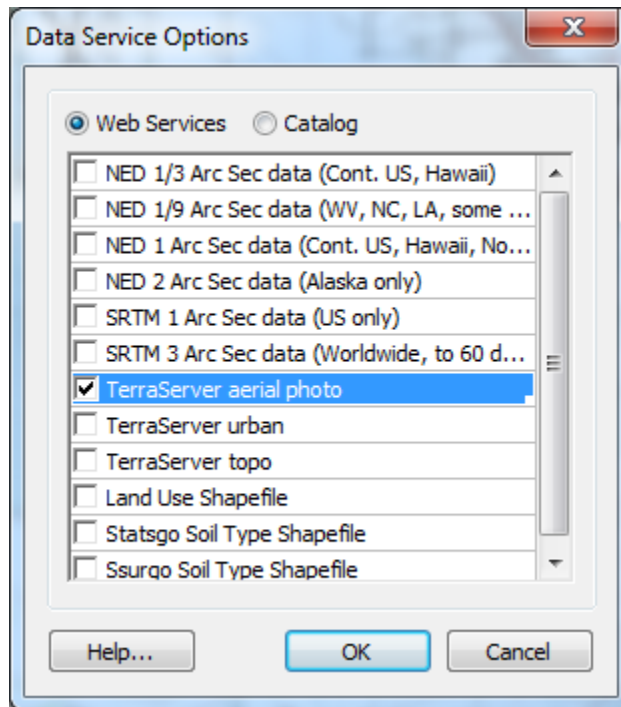 Data Service Options
Web Services Catalog
NED 1/3 Arc Sec data (Cont. US, Hawaii)
NED 1/9 Arc Sec data (WV, NC, LA, some ...
NED 1 Arc Sec data (Cont. US, Hawaii, No...
NED 2 Arc Sec data (Alaska only)
SRTM 1 Arc Sec data (US only)
SRTM 3 Arc Sec data (Worldwide, to 60 d...
TerraServer aerial photo
TerraServer urban
TerraServer topo
Land Use Shapefile
Statsgo Soil Type Shapefile
Ssurgo Soil Type Shapefile
Help... OK Cancel